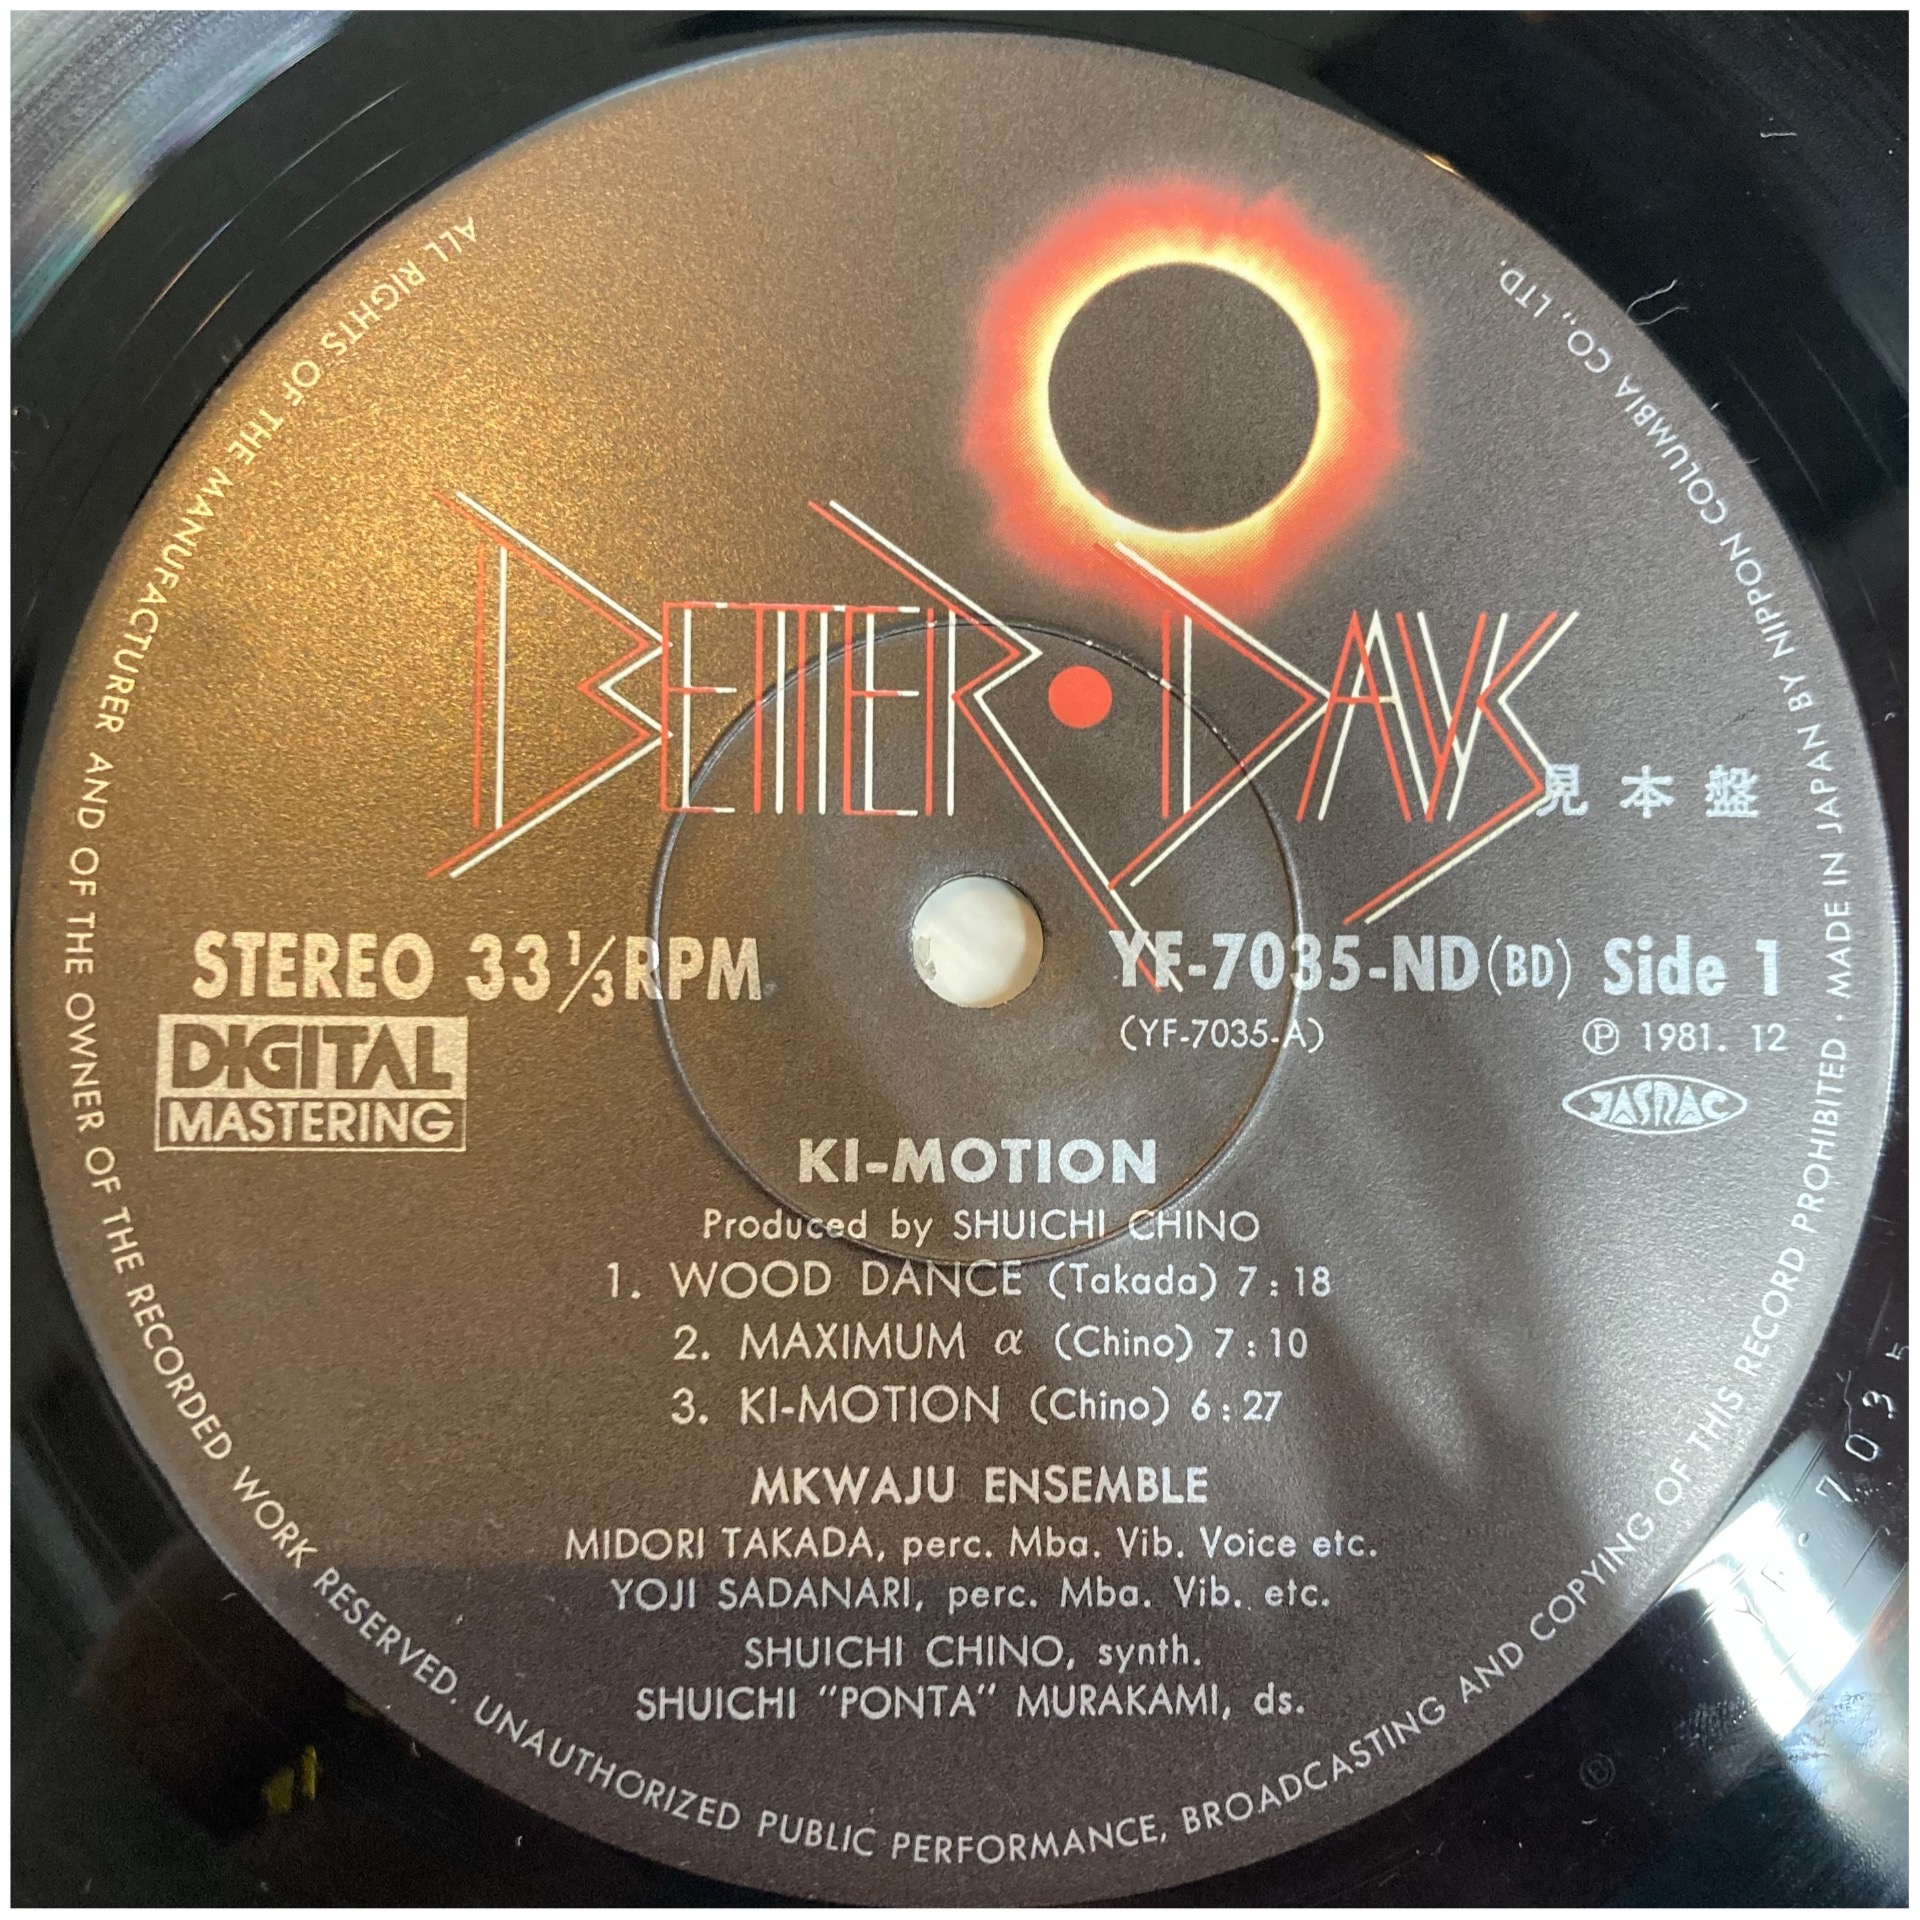 BETTER·DAYS
見本盤
STEREO 33⅓RPM
YF-7035-ND(BD) Side 1
(YF-7035-A)
Ⓟ 1981. 12
DIGITAL
MASTERING
JASRAC
KI-MOTION
Produced by SHUICHI CHINO
1. WOOD DANCE (Takada) 7:18
2. MAXIMUM α (Chino) 7:10
3. KI-MOTION (Chino) 6:27
MKWAJU ENSEMBLE
MIDORI TAKADA, perc. Mba. Vib. Voice etc.
YOJI SADANARI, perc. Mba. Vib. etc.
SHUICHI CHINO, synth.
SHUICHI "PONTA" MURAKAMI, ds.
ALL RIGHTS OF THE MANUFACTURER AND OF THE OWNER OF THE RECORDED WORK RESERVED. UNAUTHORIZED PUBLIC PERFORMANCE, BROADCASTING AND COPYING OF THIS RECORD PROHIBITED · MADE IN JAPAN BY NIPPON COLUMBIA CO., LTD.
YF-7035